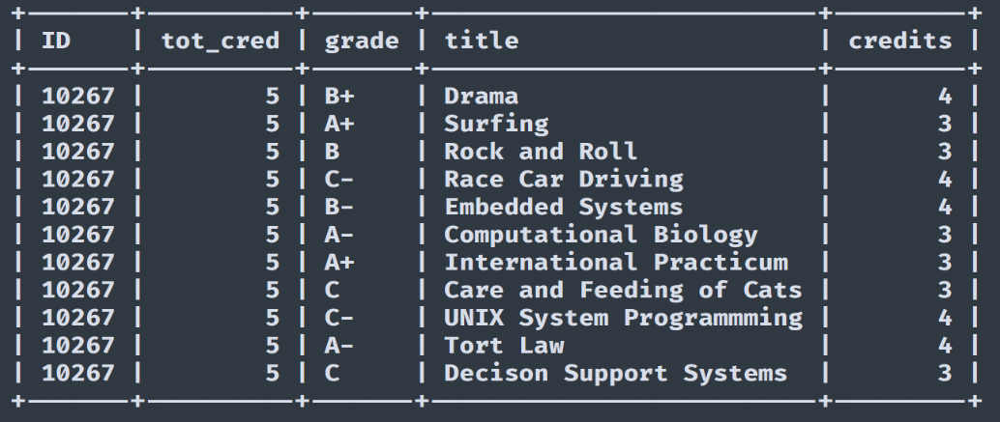 +-------+----------+-------+-------------------------+---------+
| ID    | tot_cred | grade | title                   | credits |
+-------+----------+-------+-------------------------+---------+
| 10267 |        5 | B+    | Drama                   |       4 |
| 10267 |        5 | A+    | Surfing                 |       3 |
| 10267 |        5 | B     | Rock and Roll           |       3 |
| 10267 |        5 | C-    | Race Car Driving        |       4 |
| 10267 |        5 | B-    | Embedded Systems        |       4 |
| 10267 |        5 | A-    | Computational Biology   |       3 |
| 10267 |        5 | A+    | International Practicum |       3 |
| 10267 |        5 | C     | Care and Feeding of Cats |       3 |
| 10267 |        5 | C-    | UNIX System Programmming |       4 |
| 10267 |        5 | A-    | Tort Law                |       4 |
| 10267 |        5 | C     | Decison Support Systems |       3 |
+-------+----------+-------+-------------------------+---------+